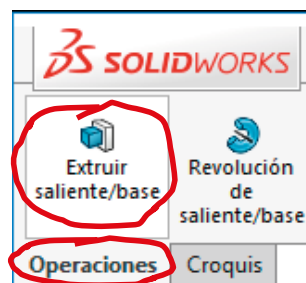 SOLIDWORKS
Extruir
saliente/base
Revolución
de
saliente/base
Operaciones
Croquis